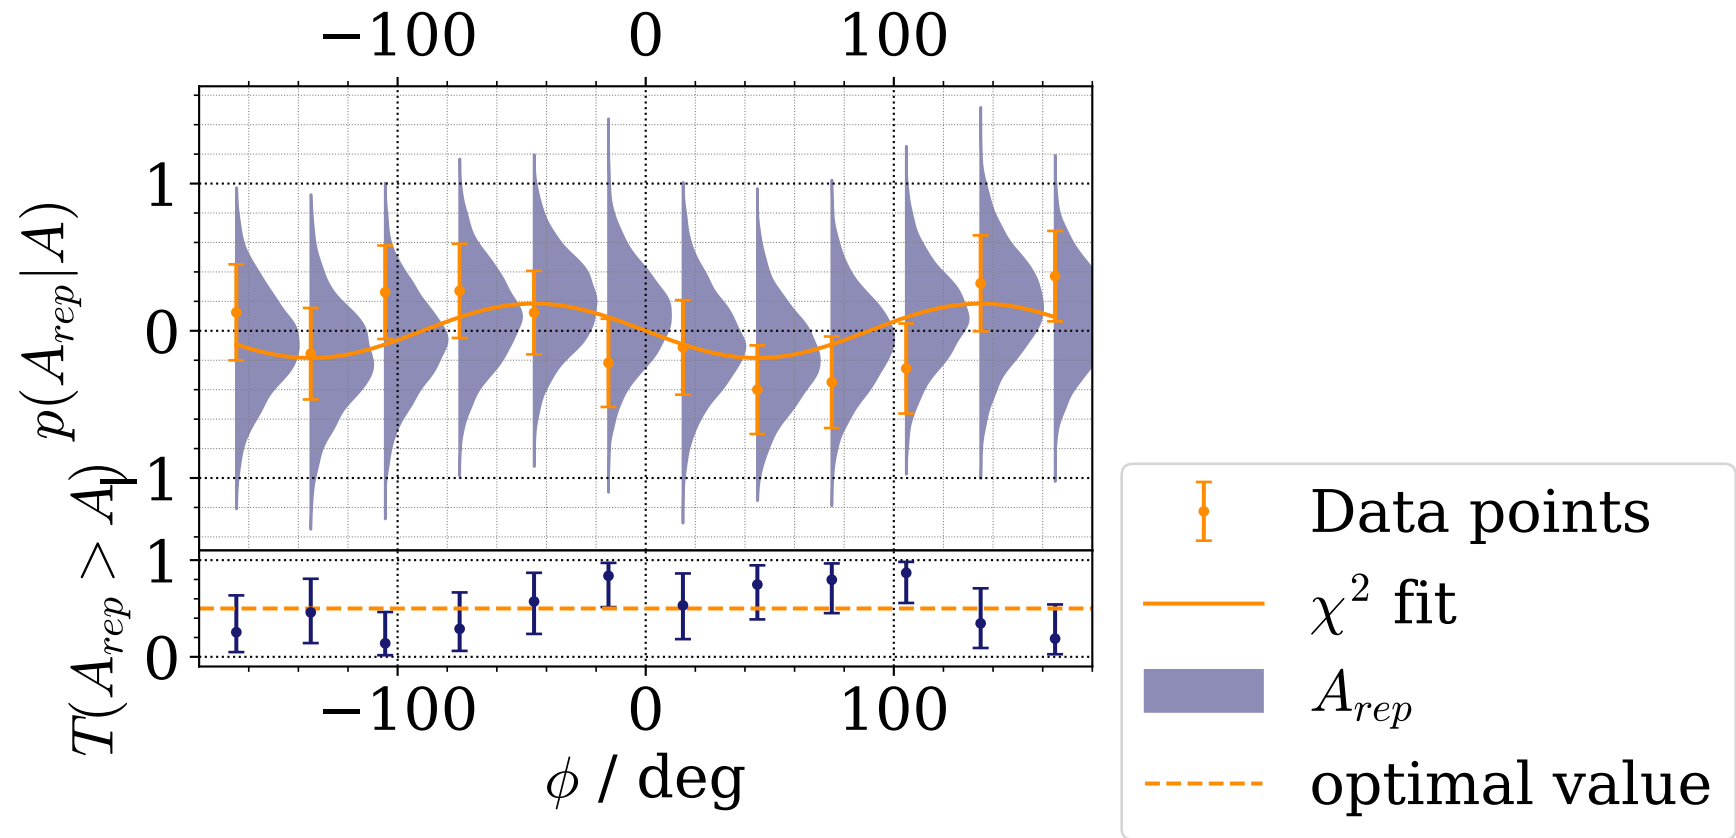 −100 0 100
p(A_rep|A)
1
0
−1
T(A_rep > A)
1
0
−100 0 100
ϕ / deg
Data points
χ² fit
A_rep
optimal value